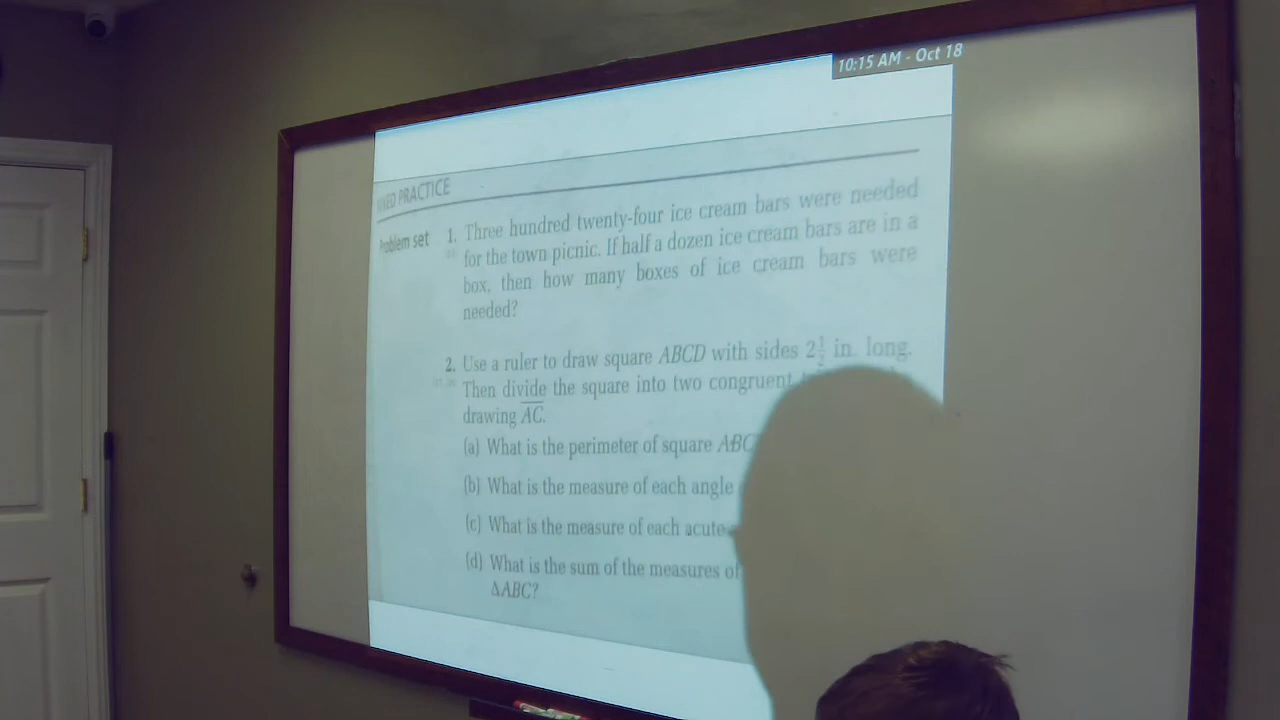 10:15 AM - Oct 18
PRACTICE
Problem set
1. Three hundred twenty-four ice cream bars were needed
for the town picnic. If half a dozen ice cream bars are in a
box, then how many boxes of ice cream bars were
needed?
2. Use a ruler to draw square ABCD with sides 2 1/2 in. long.
Then divide the square into two congruent
drawing AC.
(a) What is the perimeter of square ABC
(b) What is the measure of each angle
(c) What is the measure of each acute
(d) What is the sum of the measures of
ΔABC?